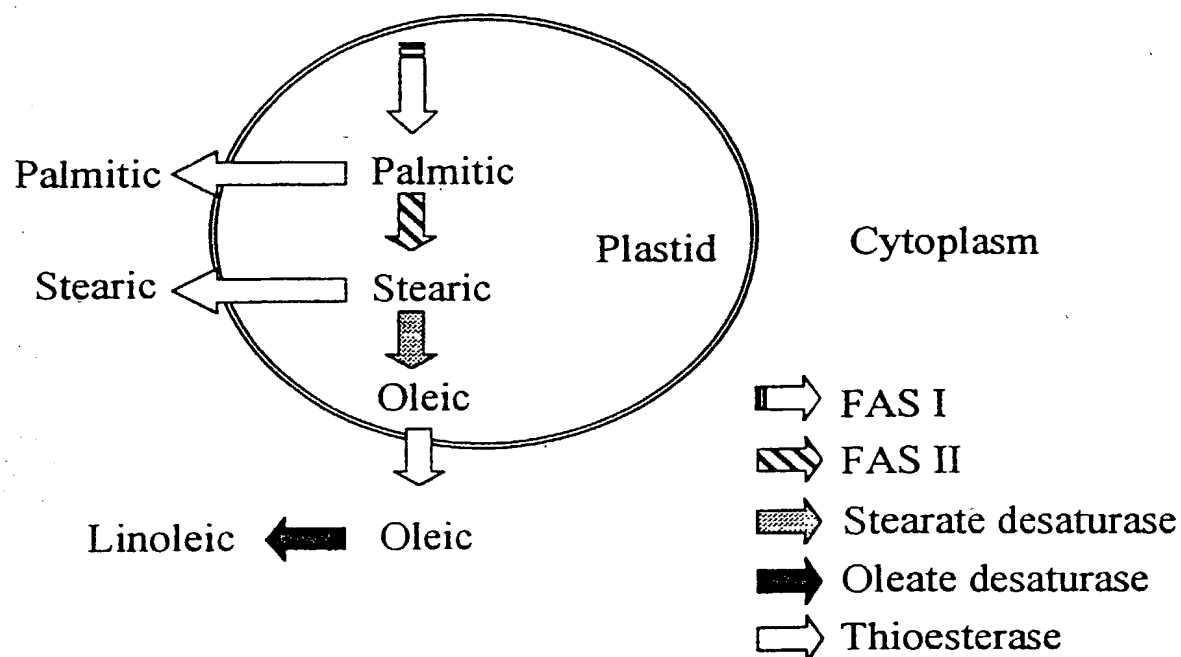 Palmitic
Palmitic
Plastid
Cytoplasm
Stearic
Stearic
Oleic
Linoleic
Oleic
FAS I
FAS II
Stearate desaturase
Oleate desaturase
Thioesterase